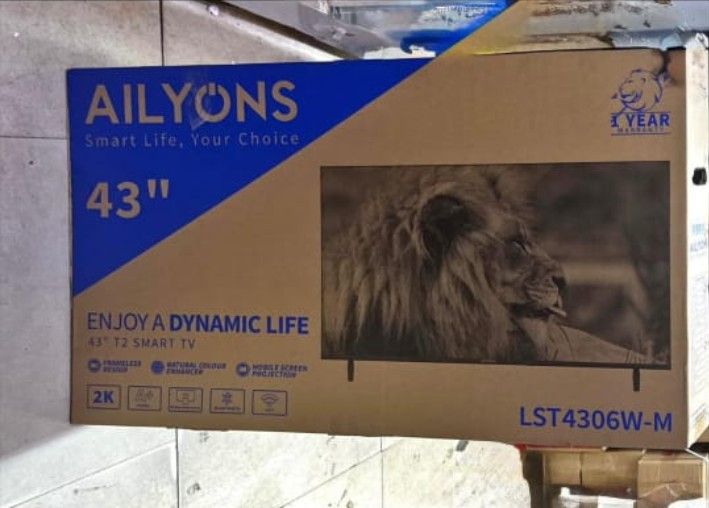 AILYONS
Smart Life, Your Choice
43"
1 YEAR
WARRANTY
ENJOY A DYNAMIC LIFE
43" T2 SMART TV
FRAMELESS DESIGN
NATURAL COLOUR ENHANCER
MOBILE SCREEN PROJECTION
2K
A+
LST4306W-M